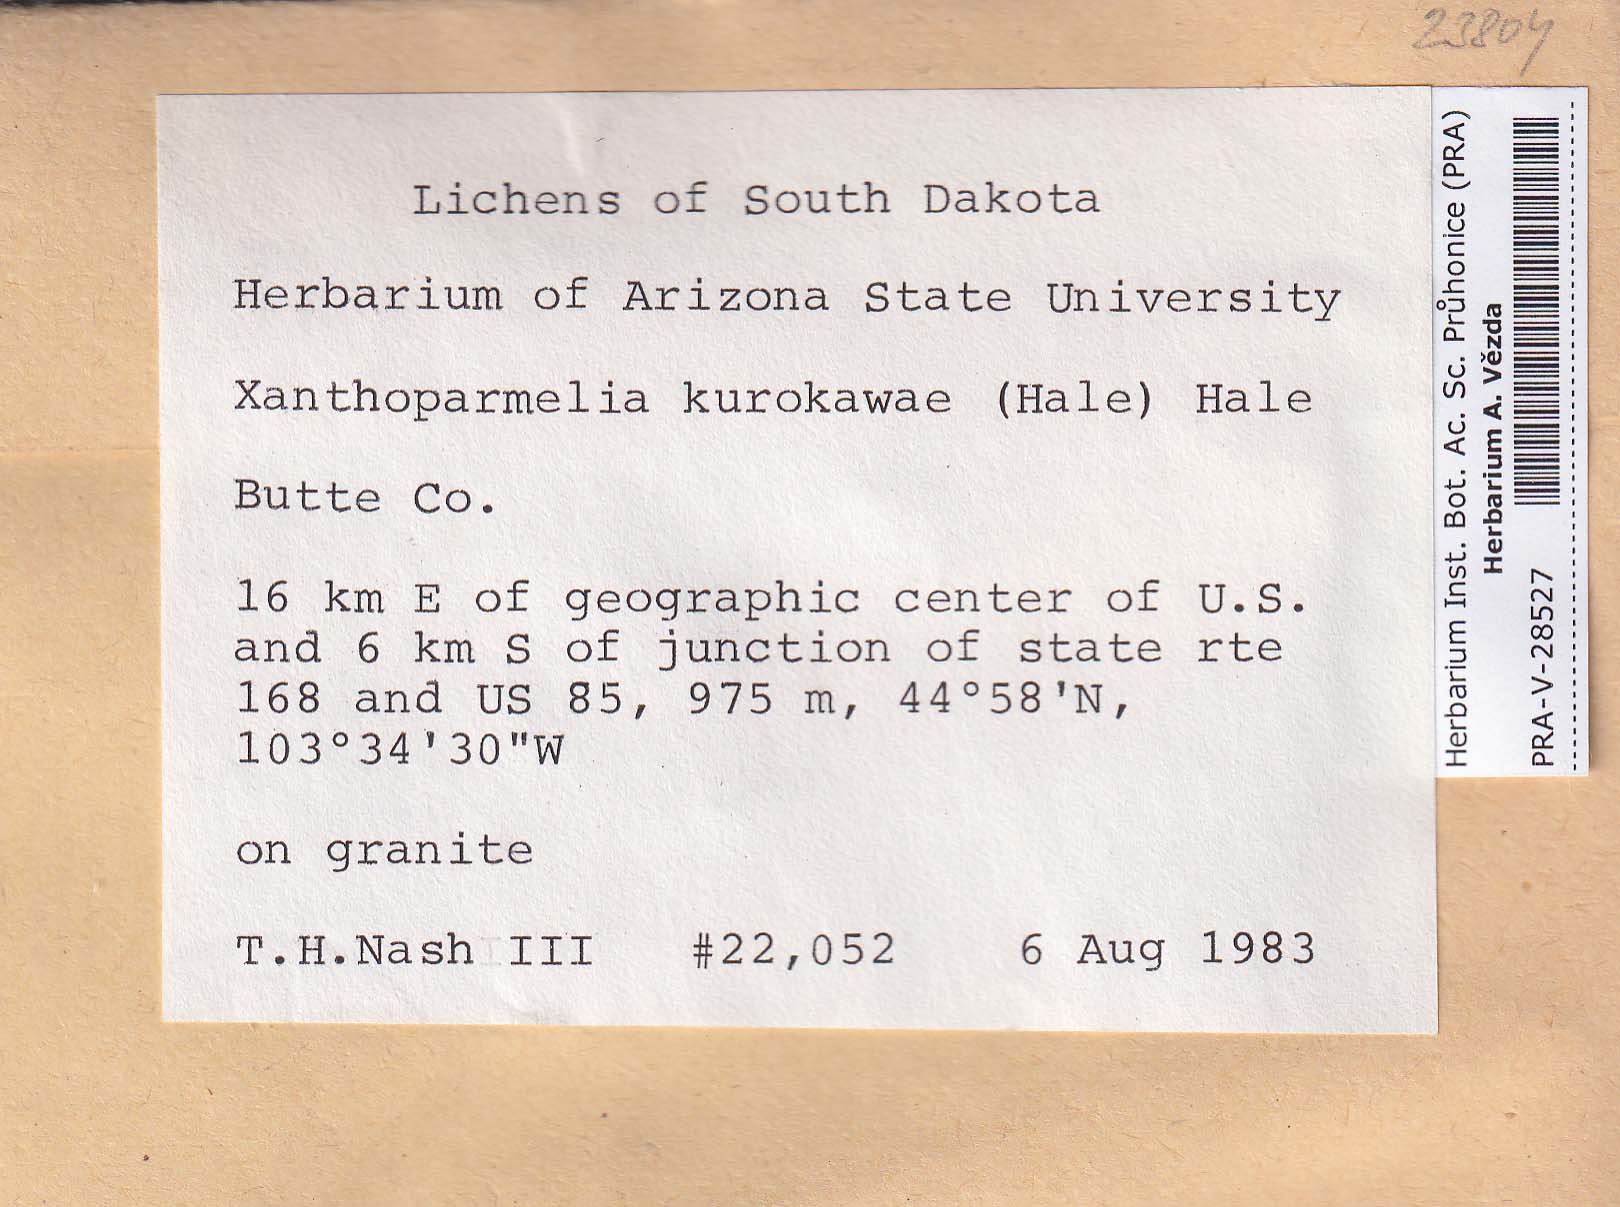 23804
Lichens of South Dakota
Herbarium of Arizona State University
Xanthoparmelia kurokawae (Hale) Hale
Butte Co.
16 km E of geographic center of U.S.
and 6 km S of junction of state rte
168 and US 85, 975 m, 44°58'N,
103°34'30"W
on granite
T.H.Nash III #22,052 6 Aug 1983
Herbarium Inst. Bot. Ac. Sc. Průhonice (PRA)
Herbarium A. Vězda
PRA-V-28527